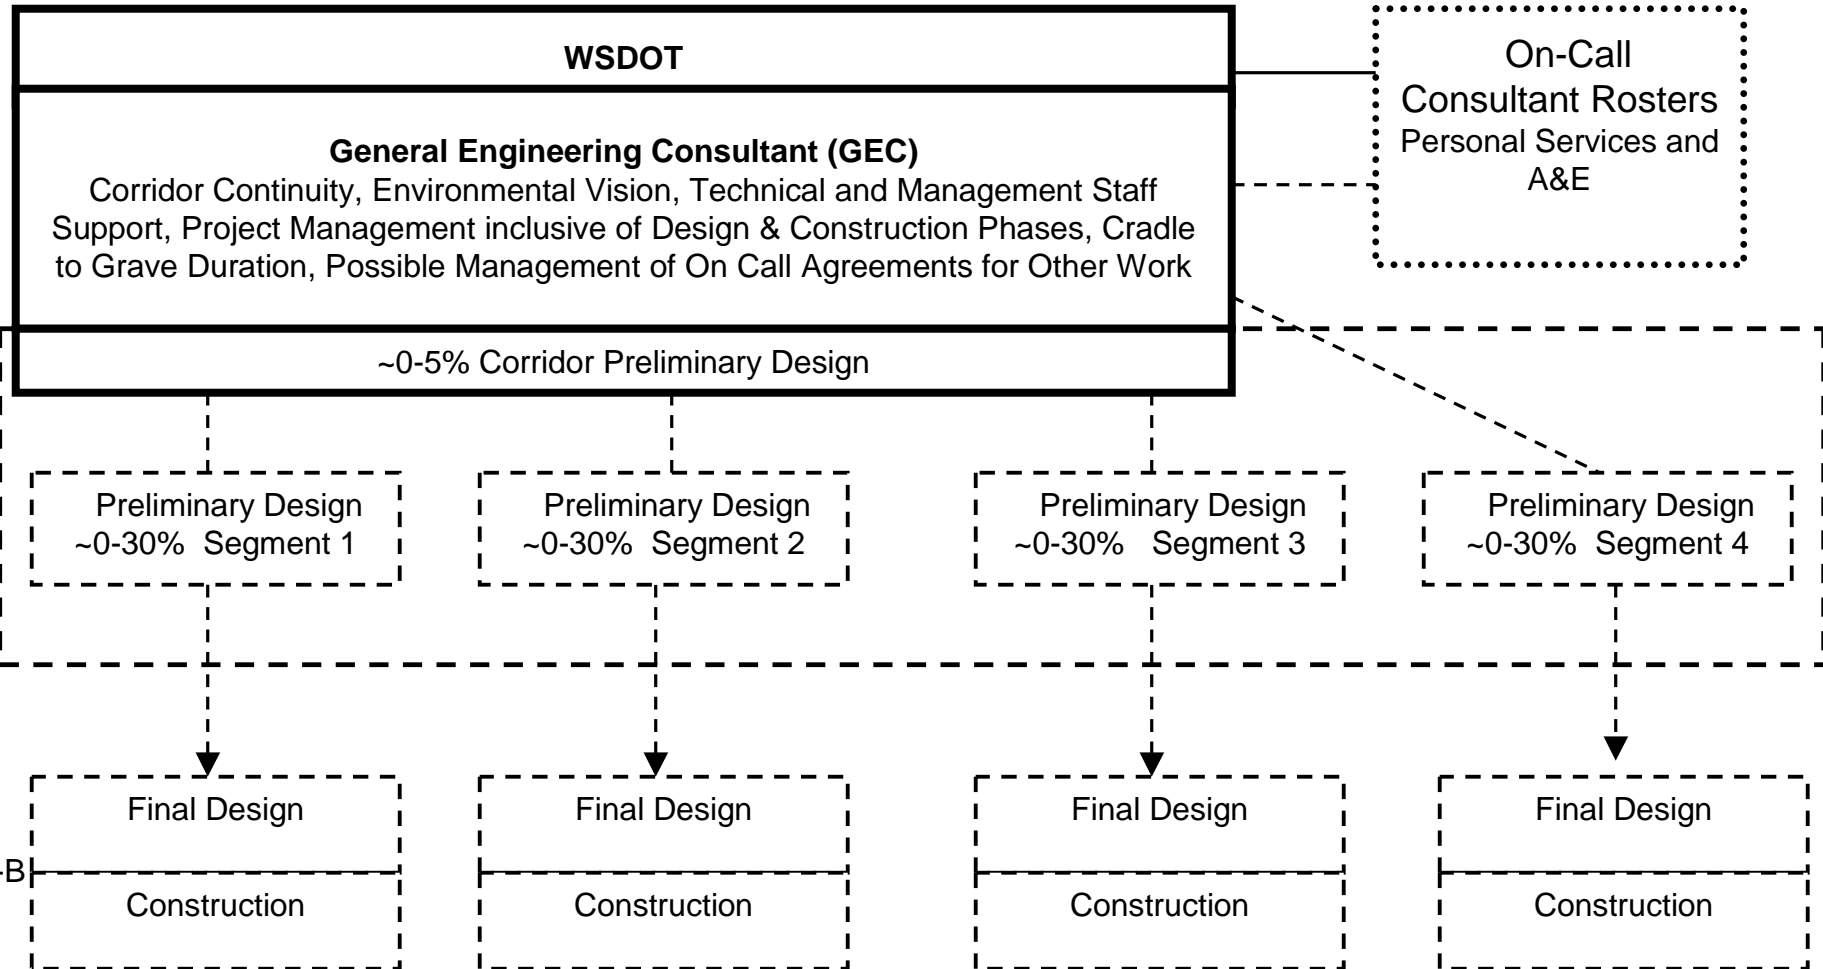 WSDOT
General Engineering Consultant (GEC)
Corridor Continuity, Environmental Vision, Technical and Management Staff
Support, Project Management inclusive of Design & Construction Phases, Cradle
to Grave Duration, Possible Management of On Call Agreements for Other Work
~0-5% Corridor Preliminary Design
On-Call
Consultant Rosters
Personal Services and
A&E
Preliminary Design
~0-30% Segment 1
Preliminary Design
~0-30% Segment 2
Preliminary Design
~0-30% Segment 3
Preliminary Design
~0-30% Segment 4
Final Design
Final Design
Final Design
Final Design
-B
Construction
Construction
Construction
Construction